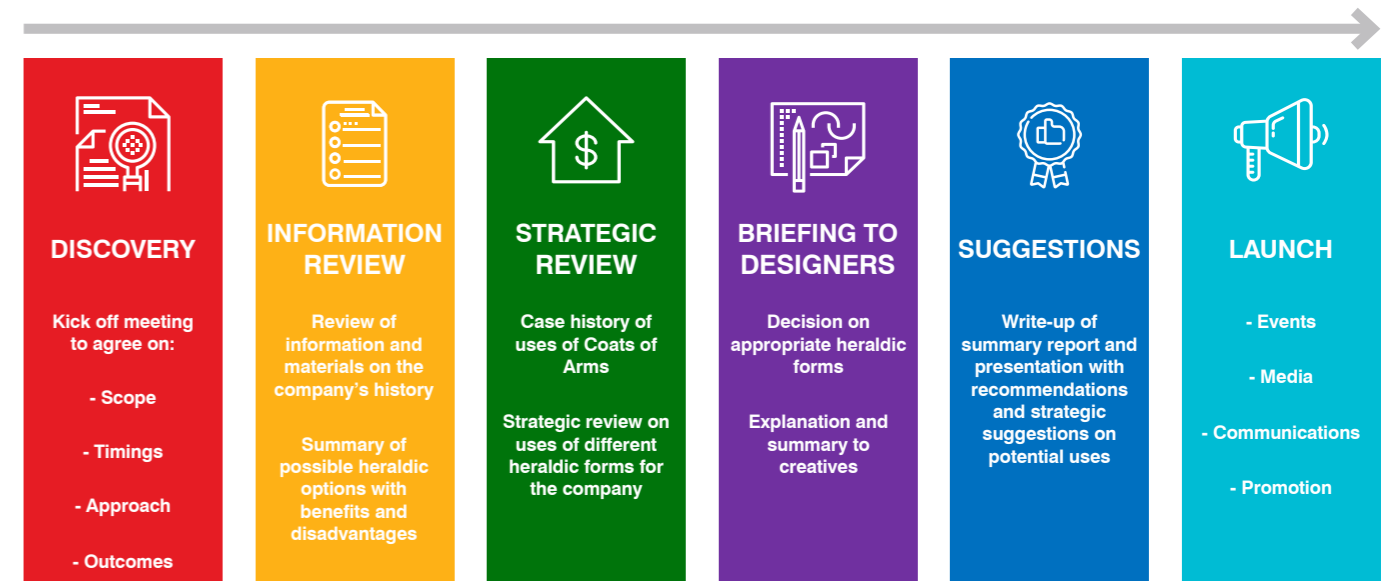 DISCOVERY
Kick off meeting
to agree on:
- Scope
- Timings
- Approach
- Outcomes
INFORMATION
REVIEW
Review of
information and
materials on the
company's history
Summary of
possible heraldic
options with
benefits and
disadvantages
$
STRATEGIC
REVIEW
Case history of
uses of Coats of
Arms
Strategic review on
uses of different
heraldic forms for
the company
BRIEFING TO
DESIGNERS
Decision on
appropriate heraldic
forms
Explanation and
summary to
creatives
SUGGESTIONS
Write-up of
summary report and
presentation with
recommendations
and strategic
suggestions on
potential uses
LAUNCH
- Events
- Media
- Communications
- Promotion